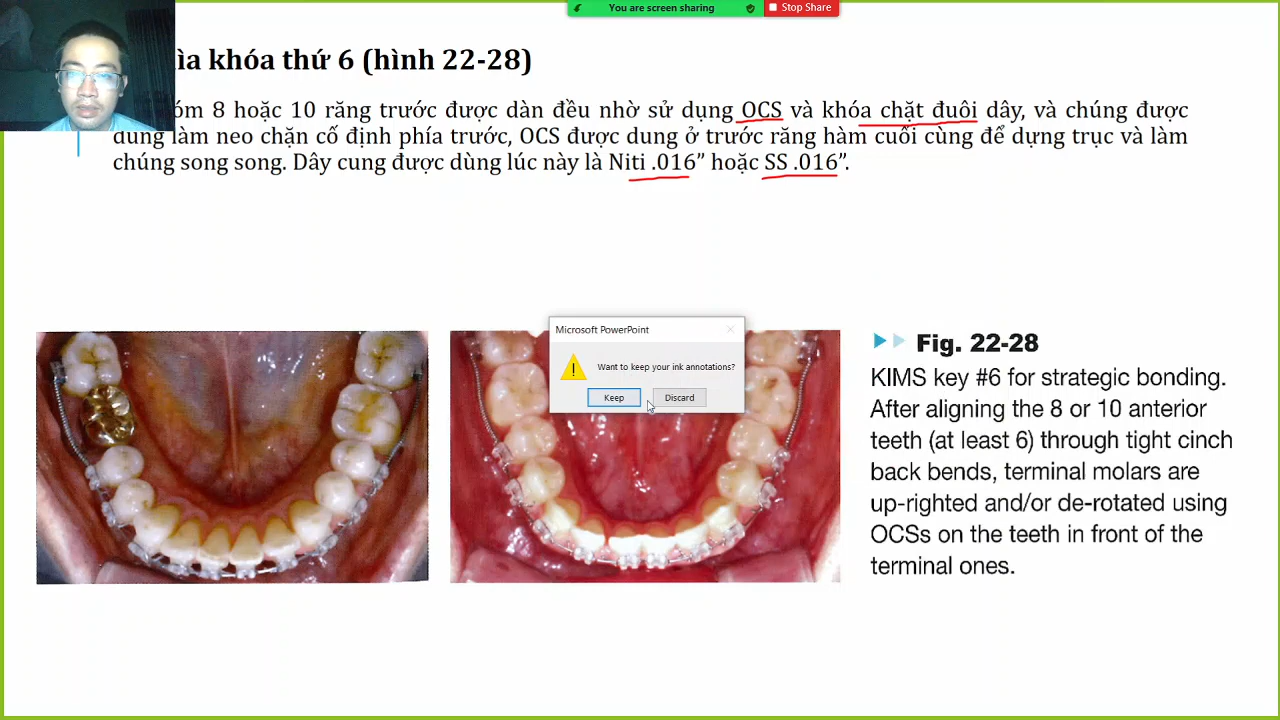 You are screen sharing
Stop Share
ìa khóa thứ 6 (hình 22-28)
óm 8 hoặc 10 răng trước được dàn đều nhờ sử dụng OCS và khóa chặt đuôi dây, và chúng được
dùng làm neo chặn cố định phía trước, OCS được dung ở trước răng hàm cuối cùng để dựng trục và làm
chúng song song. Dây cung được dùng lúc này là Niti .016” hoặc SS .016”.
Microsoft PowerPoint
Want to keep your ink annotations?
Keep
Discard
Fig. 22-28
KIMS key #6 for strategic bonding.
After aligning the 8 or 10 anterior
teeth (at least 6) through tight cinch
back bends, terminal molars are
up-righted and/or de-rotated using
OCSs on the teeth in front of the
terminal ones.